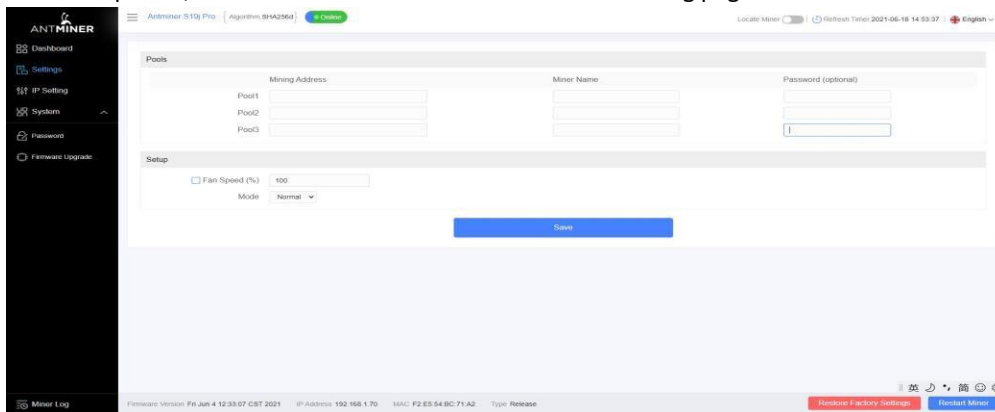 ANTMINER
Antminer S19j Pro
Algorithm SHA256d
Online
Locate Miner
Refresh Timer 2021-06-18 14:53:37
English
Dashboard
Settings
IP Setting
System
Password
Firmware Upgrade
Pools
Mining Address Miner Name Password (optional)
Pool1
Pool2
Pool3
Setup
Fan Speed (%) 100
Mode Normal
Save
英 简
Miner Log
Firmware Version Fri Jun 4 12:33:07 CST 2021 IP Address 192.168.1.70 MAC F2:E5:54:BC:71:A2 Type Release
Restore Factory Settings
Restart Miner